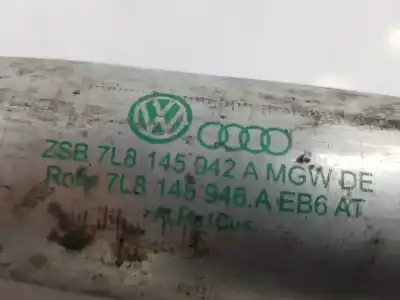 ZSB 7L8 145 942 A MGW DE
Rohr 7L8 145 946.A EB6 AT